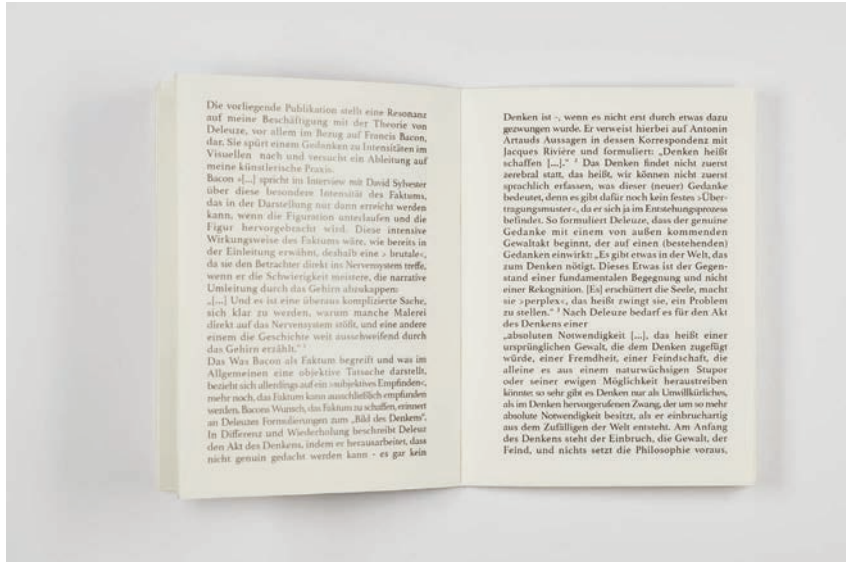 Die vorliegende Publikation stellt eine Resonanz
auf meine Beschäftigung mit der Theorie von
Deleuze, vor allem im Bezug auf Francis Bacon,
dar. Sie spürt einem Gedanken zu Intensitäten im
Visuellen nach und versucht ein Ableitung auf
meine künstlerische Praxis.
Bacon »[...] spricht im Interview mit David Sylvester
über diese besondere Intensität des Faktums,
das in der Darstellung nur dann erreicht werden
kann, wenn die Figuration unterlaufen und die
Figur hervorgebracht wird. Diese intensive
Wirkungsweise des Faktums wäre, wie bereits in
der Einleitung erwähnt, deshalb eine › brutale‹,
da sie den Betrachter direkt ins Nervensystem treffe,
wenn er die Schwierigkeit meistere, die narrative
Umleitung durch das Gehirn abzukappen:
„[...] Und es ist eine überaus komplizierte Sache,
sich klar zu werden, warum manche Malerei
direkt auf das Nervensystem stößt, und eine andere
einem die Geschichte weit ausschweifend durch
das Gehirn erzählt.“ ¹
Das Was Bacon als Faktum begreift und was im
Allgemeinen eine objektive Tatsache darstellt,
bezieht sich allerdings auf ein ›subjektives Empfinden‹,
mehr noch, das Faktum kann ausschließlich empfunden
werden. Bacons Wunsch, das Faktum zu schaffen, erinnert
an Deleuzes Formulierungen zum „Bild des Denkens“.
In Differenz und Wiederholung beschreibt Deleuze
den Akt des Denkens, indem er herausarbeitet, dass
nicht genuin gedacht werden kann - es gar kein
Denken ist -, wenn es nicht erst durch etwas dazu
gezwungen wurde. Er verweist hierbei auf Antonin
Artauds Aussagen in dessen Korrespondenz mit
Jacques Rivière und formuliert: „Denken heißt
schaffen [...].“ ² Das Denken findet nicht zuerst
zerebral statt, das heißt, wir können nicht zuerst
sprachlich erfassen, was dieser (neuer) Gedanke
bedeutet, denn es gibt dafür noch kein festes ›Über-
tragungsmuster‹, da er sich ja im Entstehungsprozess
befindet. So formuliert Deleuze, dass der genuine
Gedanke mit einem von außen kommenden
Gewaltakt beginnt, der auf einen (bestehenden)
Gedanken einwirkt: „Es gibt etwas in der Welt, das
zum Denken nötigt. Dieses Etwas ist der Gegen-
stand einer fundamentalen Begegnung und nicht
einer Rekognition. [Es] erschüttert die Seele, macht
sie ›perplex‹, das heißt zwingt sie, ein Problem
zu stellen.“ ³ Nach Deleuze bedarf es für den Akt
des Denkens einer
„absoluten Notwendigkeit [...], das heißt einer
ursprünglichen Gewalt, die dem Denken zugefügt
würde, einer Fremdheit, einer Feindschaft, die
alleine es aus einem naturwüchsigen Stupor
oder seiner ewigen Möglichkeit heraustreiben
könnte: so sehr gibt es Denken nur als Unwillkürliches,
als im Denken hervorgerufenen Zwang, der um so mehr
absolute Notwendigkeit besitzt, als er einbruchartig
aus dem Zufälligen der Welt entsteht. Am Anfang
des Denkens steht der Einbruch, die Gewalt, der
Feind, und nichts setzt die Philosophie voraus,